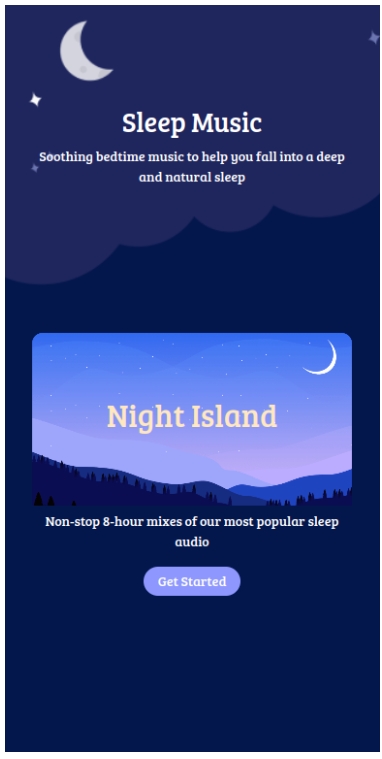 Sleep Music
Soothing bedtime music to help you fall into a deep
and natural sleep
Night Island
Non-stop 8-hour mixes of our most popular sleep
audio
Get Started